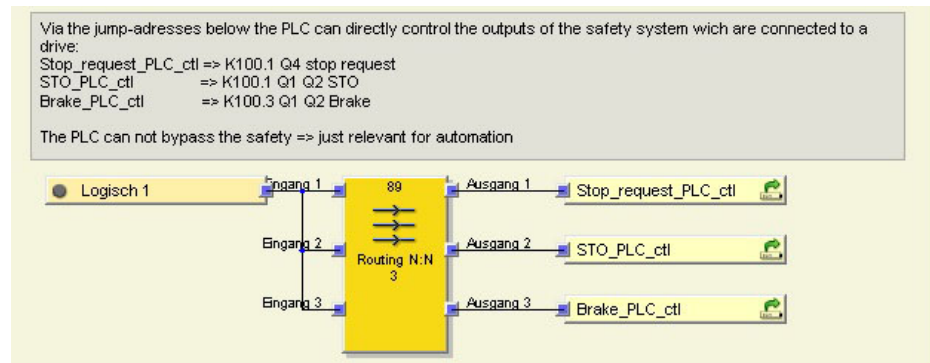 Via the jump-adresses below the PLC can directly control the outputs of the safety system wich are connected to a
drive:
Stop_request_PLC_ctl => K100.1 Q4 stop request
STO_PLC_ctl => K100.1 Q1 Q2 STO
Brake_PLC_ctl => K100.3 Q1 Q2 Brake
The PLC can not bypass the safety => just relevant for automation
Logisch 1
Eingang 1
89
Ausgang 1
Stop_request_PLC_ctl
Eingang 2
Routing N:N
3
Ausgang 2
STO_PLC_ctl
Eingang 3
Ausgang 3
Brake_PLC_ctl